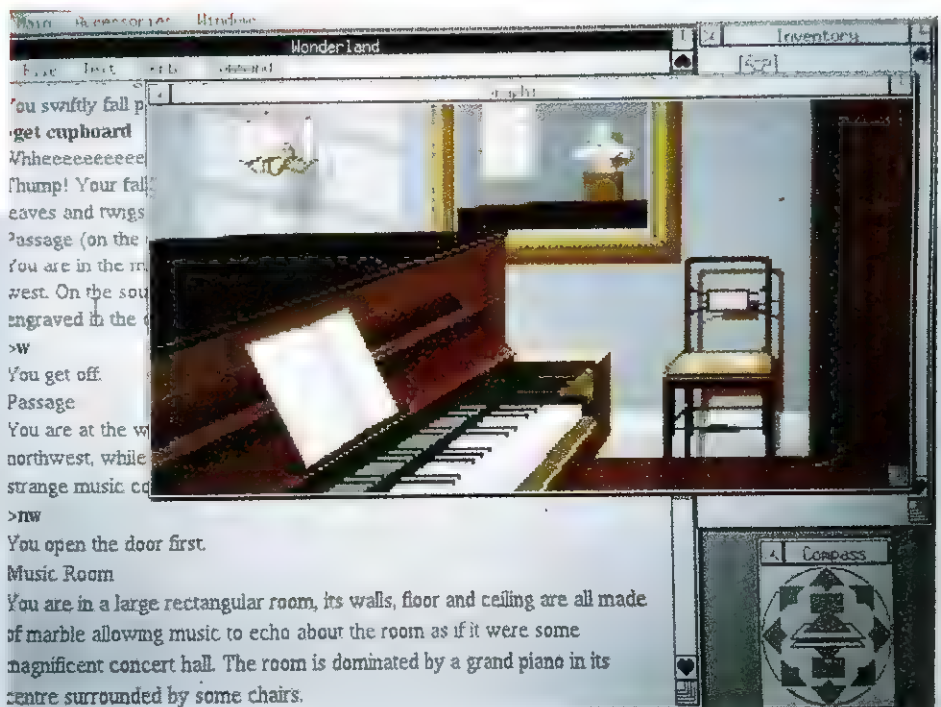 Main Accessories Window
Wonderland
Inventory
Text
You swiftly fall p
>get cupboard
Whheeeeeeeeee
Thump! Your fall
eaves and twigs
Passage (on the
You are in the m
west. On the sou
engraved in the
>w
You get off.
Passage
You are at the w
northwest, while
strange music co
>nw
You open the door first.
Music Room
You are in a large rectangular room, its walls, floor and ceiling are all made
of marble allowing music to echo about the room as if it were some
magnificent concert hall. The room is dominated by a grand piano in its
centre surrounded by some chairs.
Compass